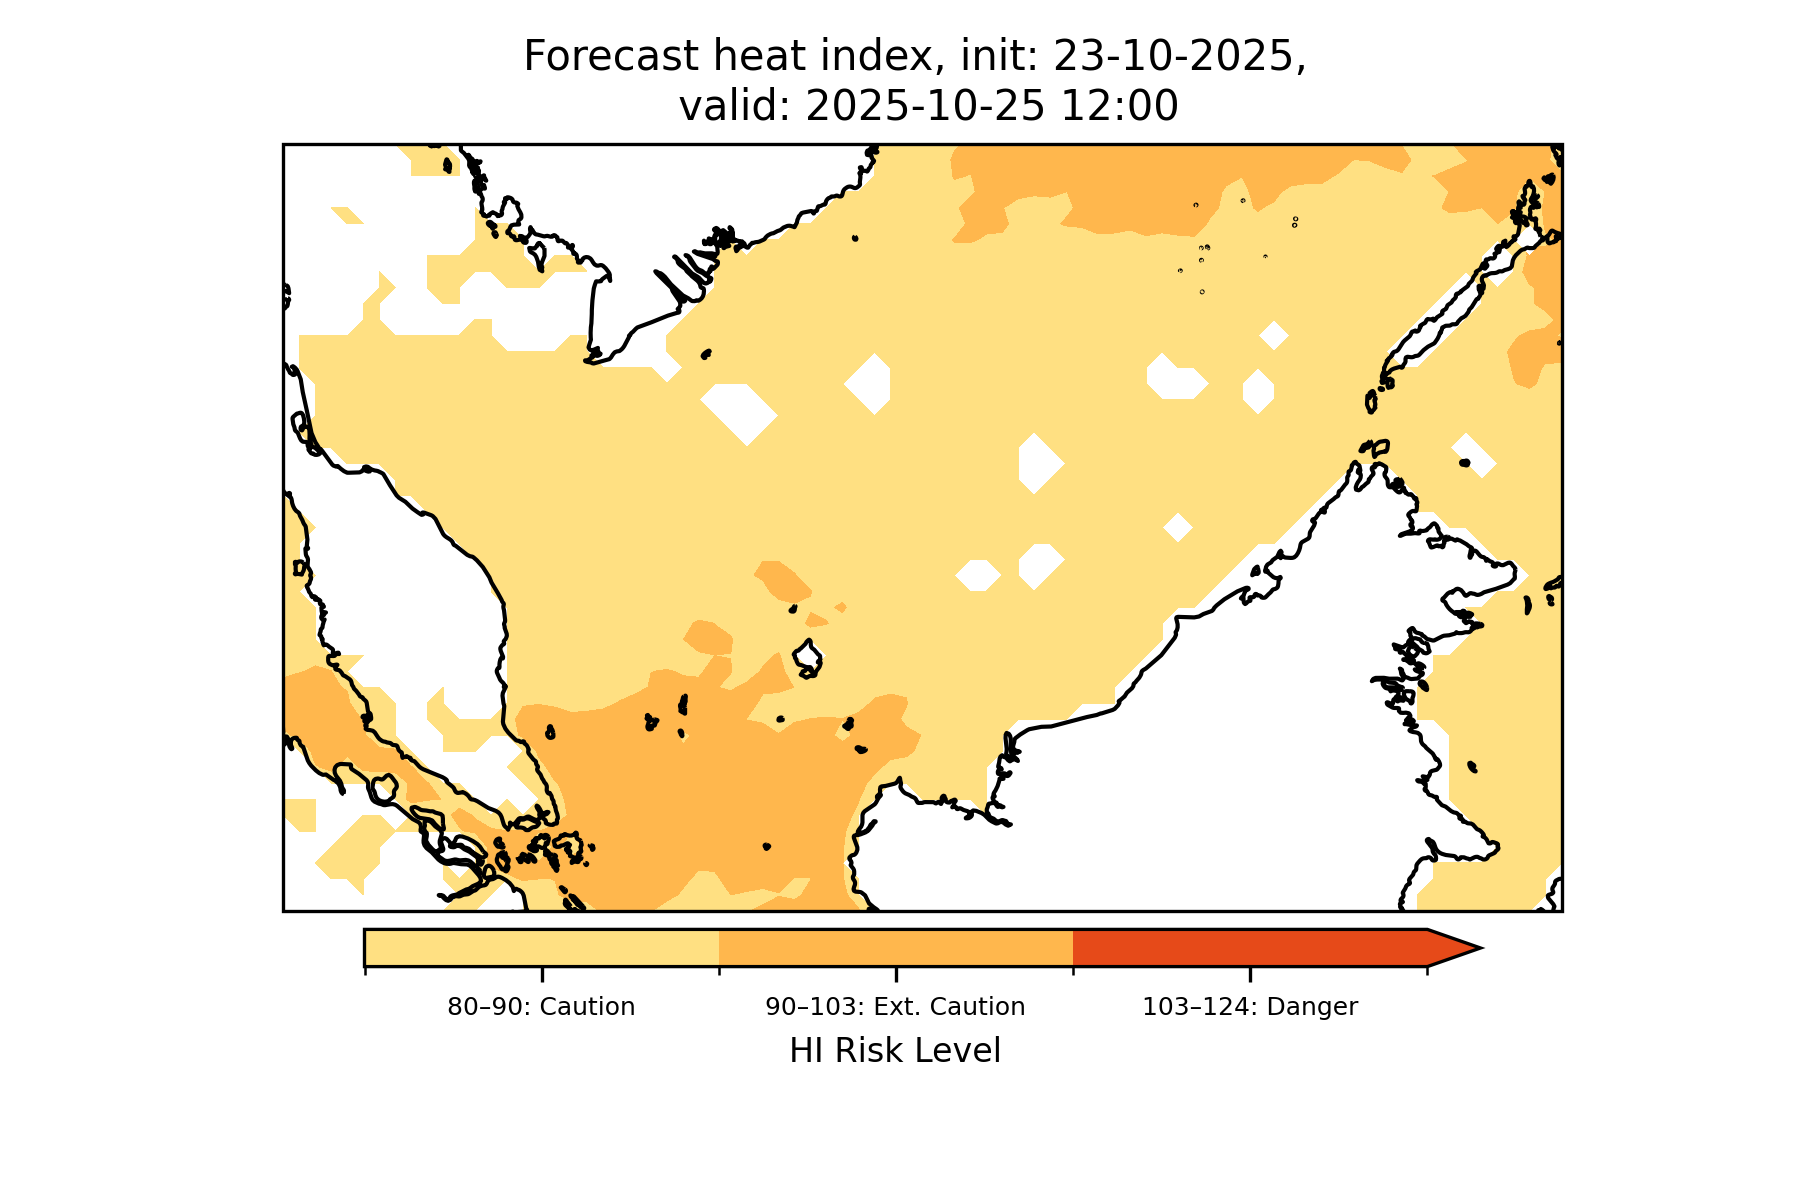 Forecast heat index, init: 23-10-2025,
valid: 2025-10-25 12:00
80–90: Caution
90–103: Ext. Caution
103–124: Danger
HI Risk Level